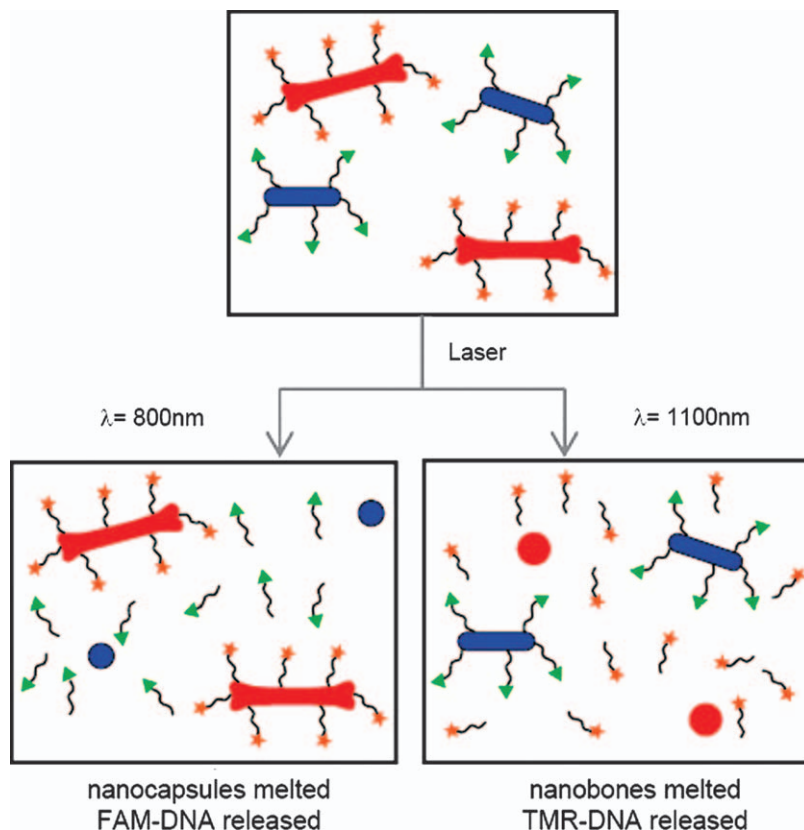 Laser
λ= 800nm
λ= 1100nm
nanocapsules melted
FAM-DNA released
nanobones melted
TMR-DNA released